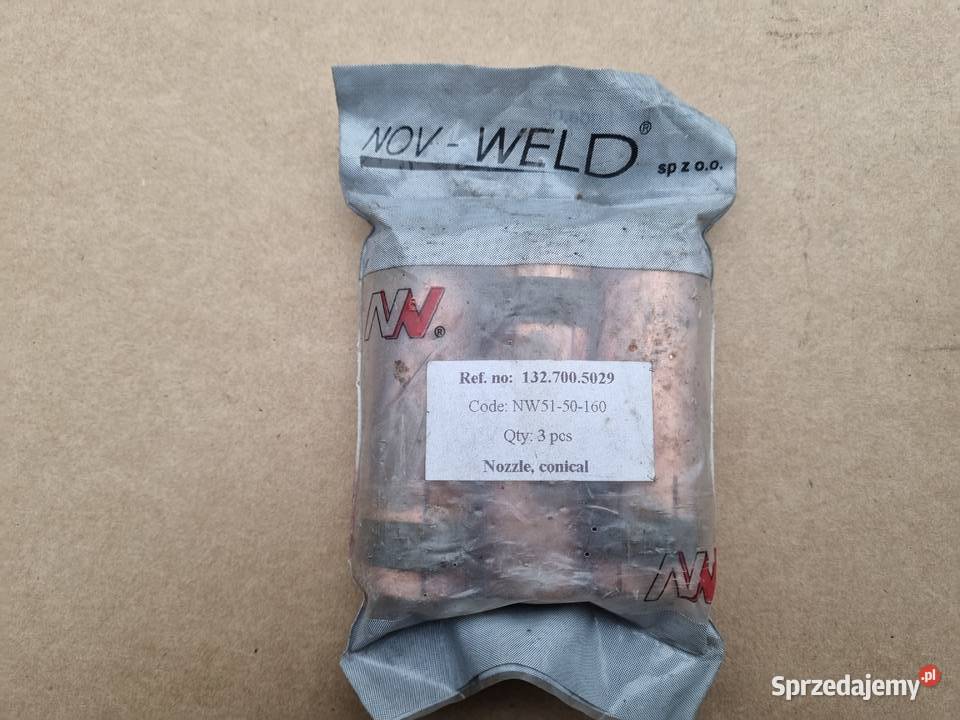 NOV - WELD® sp z o.o.
NW®
Ref. no: 132.700.5029
Code: NW51-50-160
Qty: 3 pcs
Nozzle, conical
NW
Sprzedajemy.pl